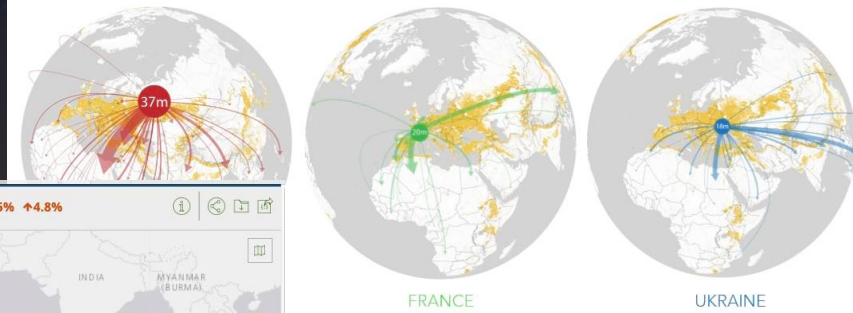 37m
20m
18m
↑4.8%
INDIA
MYANMAR
(BURMA)
FRANCE
UKRAINE